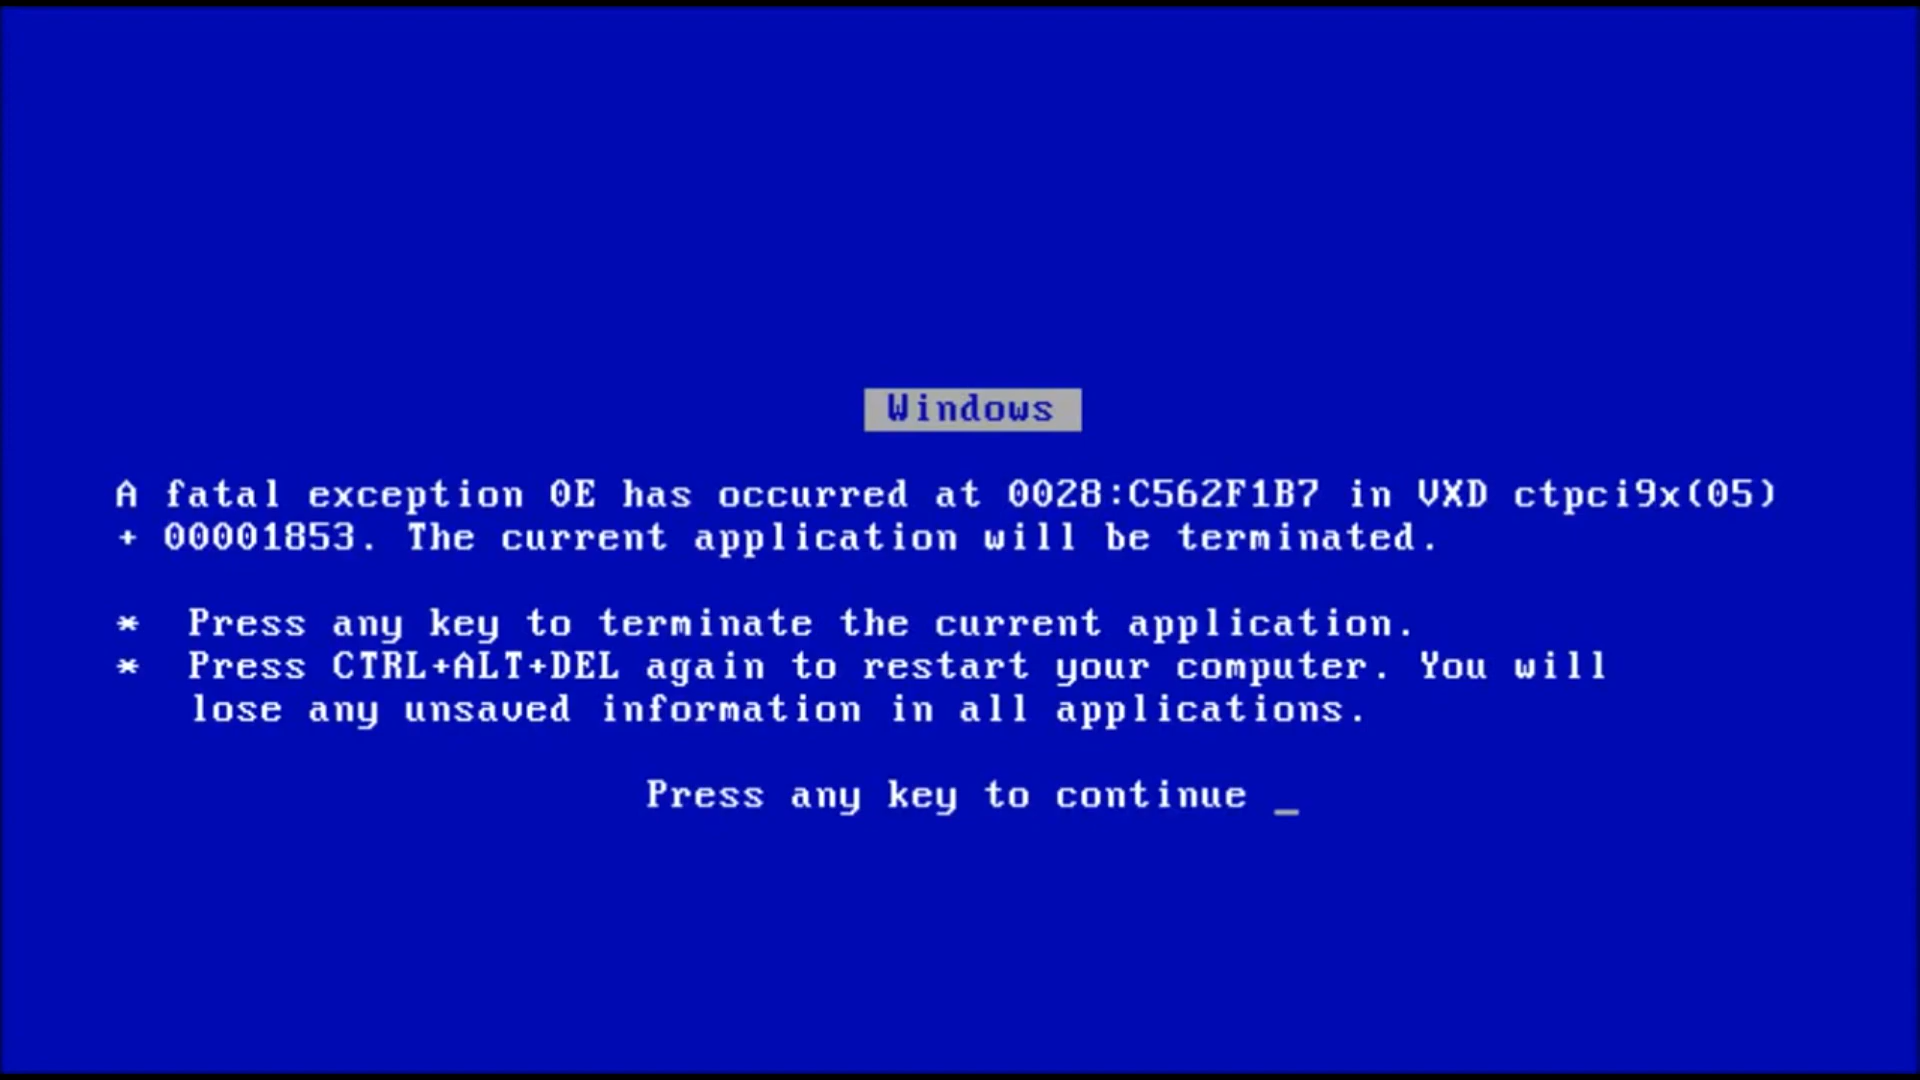 Windows
A fatal exception 0E has occurred at 0028:C562F1B7 in VXD ctpci9x(05)
+ 00001853. The current application will be terminated.
* Press any key to terminate the current application.
* Press CTRL+ALT+DEL again to restart your computer. You will
lose any unsaved information in all applications.
Press any key to continue _